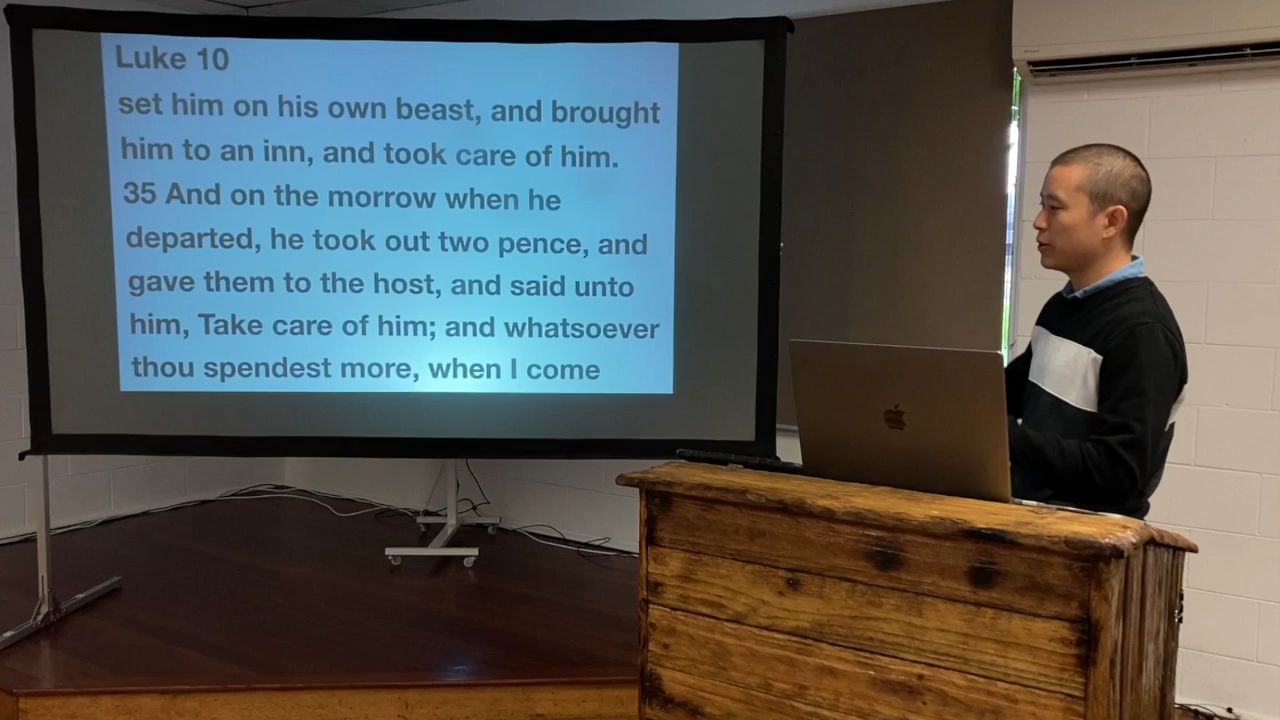 Luke 10
set him on his own beast, and brought
him to an inn, and took care of him.
35 And on the morrow when he
departed, he took out two pence, and
gave them to the host, and said unto
him, Take care of him; and whatsoever
thou spendest more, when I come